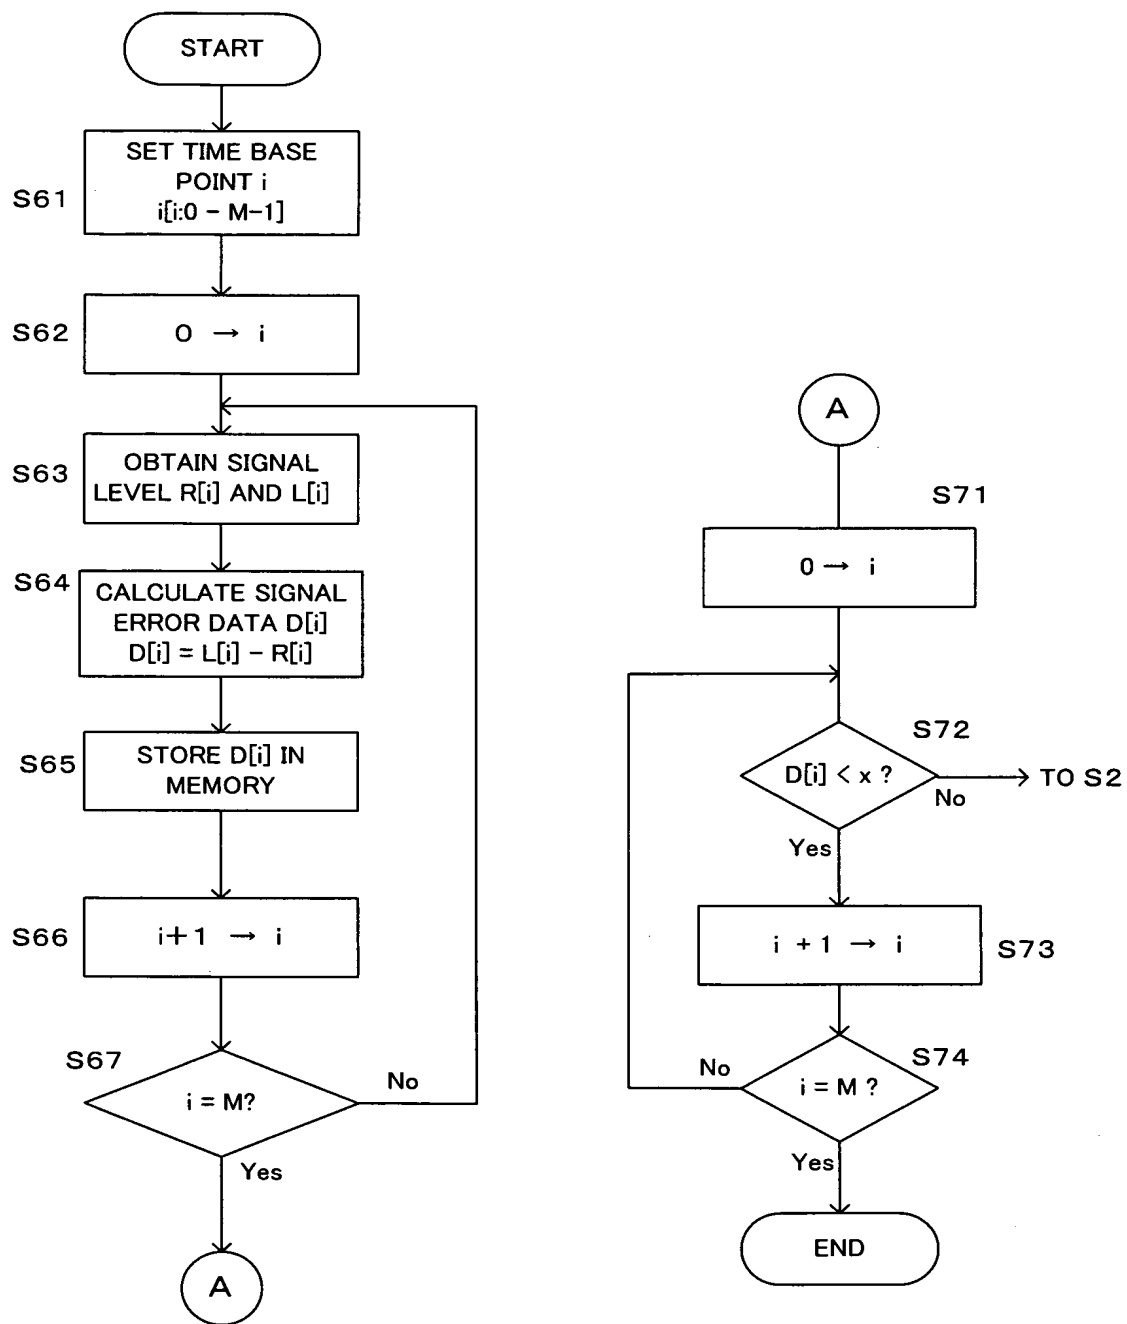 START
SET TIME BASE
POINT i
i[i:0 - M-1]
S61
0 → i
S62
OBTAIN SIGNAL
LEVEL R[i] AND L[i]
S63
CALCULATE SIGNAL
ERROR DATA D[i]
D[i] = L[i] - R[i]
S64
STORE D[i] IN
MEMORY
S65
i+1 → i
S66
S67
i = M?
No
Yes
A
A
S71
0 → i
S72
D[i] < x ?
No
TO S2
Yes
i + 1 → i
S73
S74
i = M ?
No
Yes
END